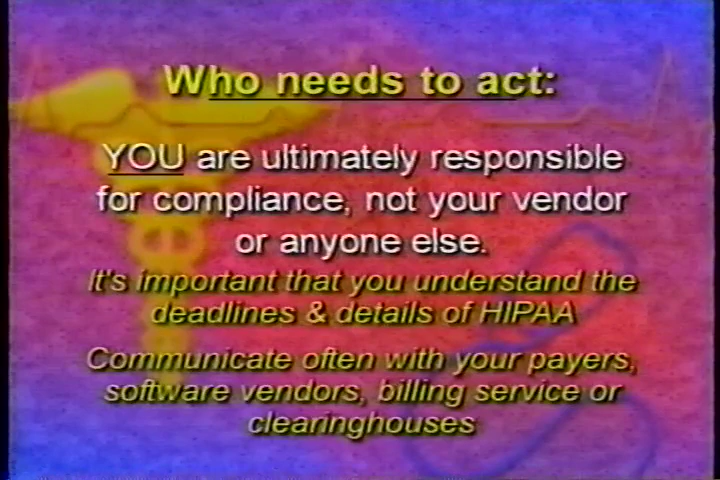 Who needs to act:
YOU are ultimately responsible
for compliance, not your vendor
or anyone else.
It's important that you understand the
deadlines & details of HIPAA
Communicate often with your payers,
software vendors, billing service or
clearinghouses